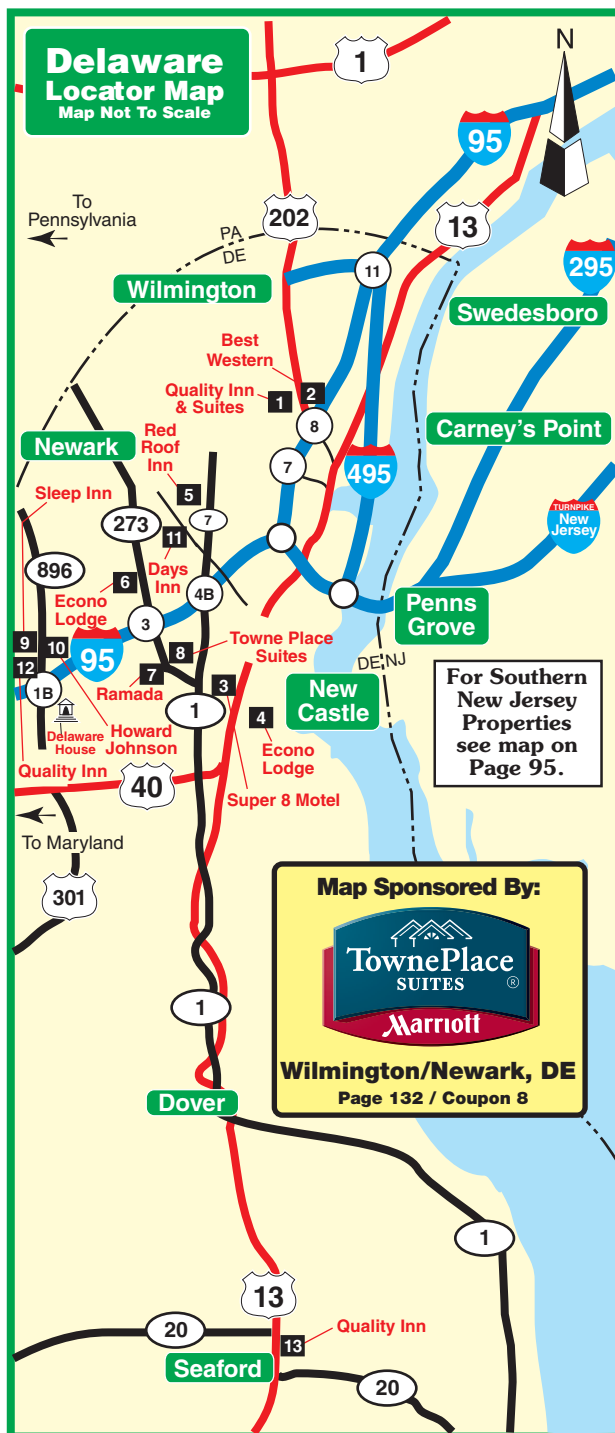 Delaware
Locator Map
Map Not To Scale
1
N
95
To
Pennsylvania
202
13
PA
DE
11
295
Wilmington
Swedesboro
Best
Western
Quality Inn
& Suites
1
2
8
Carney's Point
Newark
Red
Roof
Inn
7
495
Sleep Inn
5
7
TURNPIKE
New
Jersey
273
11
Days
Inn
896
6
4B
Econo
Lodge
3
Penns
Grove
9
10
95
8
Towne Place
Suites
DE
NJ
12
7
Ramada
3
For Southern
New Jersey
Properties
see map on
Page 95.
1B
New
Castle
1
4
Delaware
House
Howard
Johnson
Econo
Lodge
Quality Inn
40
Super 8 Motel
To Maryland
301
Map Sponsored By:
TownePlace
SUITES
®
Marriott
Wilmington/Newark, DE
Page 132 / Coupon 8
1
Dover
1
13
20
13
Quality Inn
Seaford
20